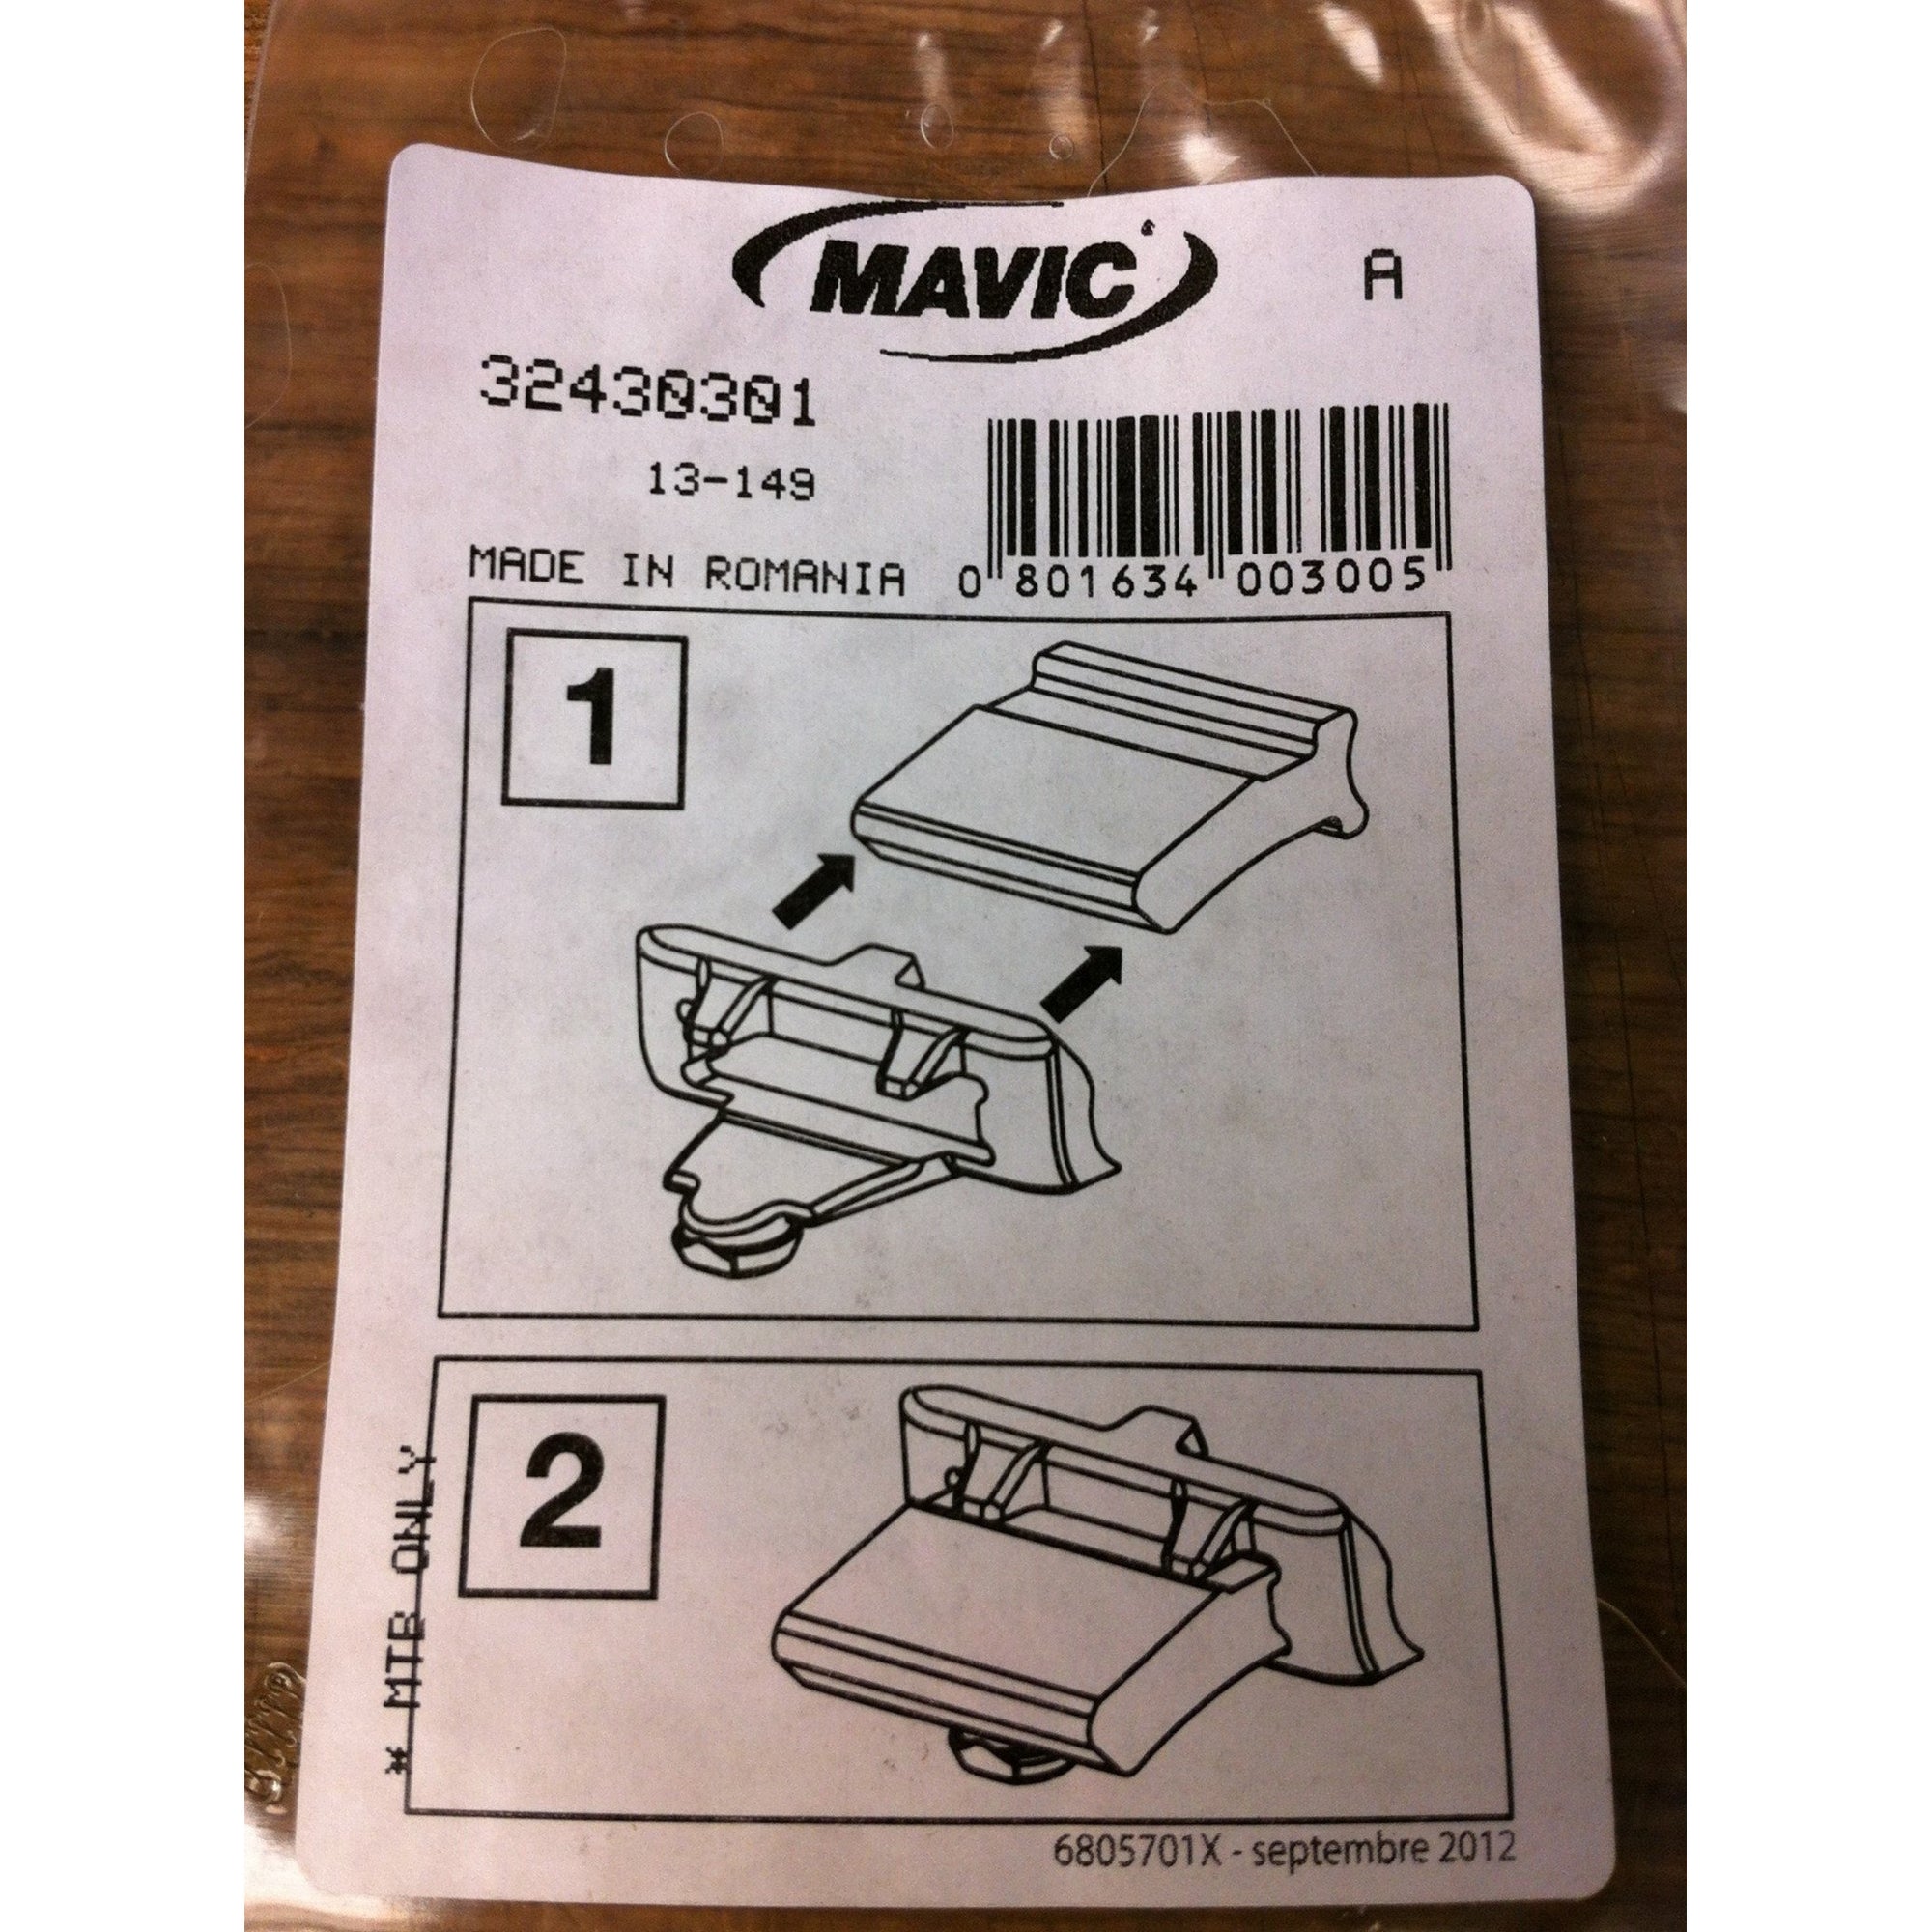 MAVIC
A
32430301
13-149
MADE IN ROMANIA
0 801634 003005
1
2
* MTB ONLY
6805701X - septembre 2012